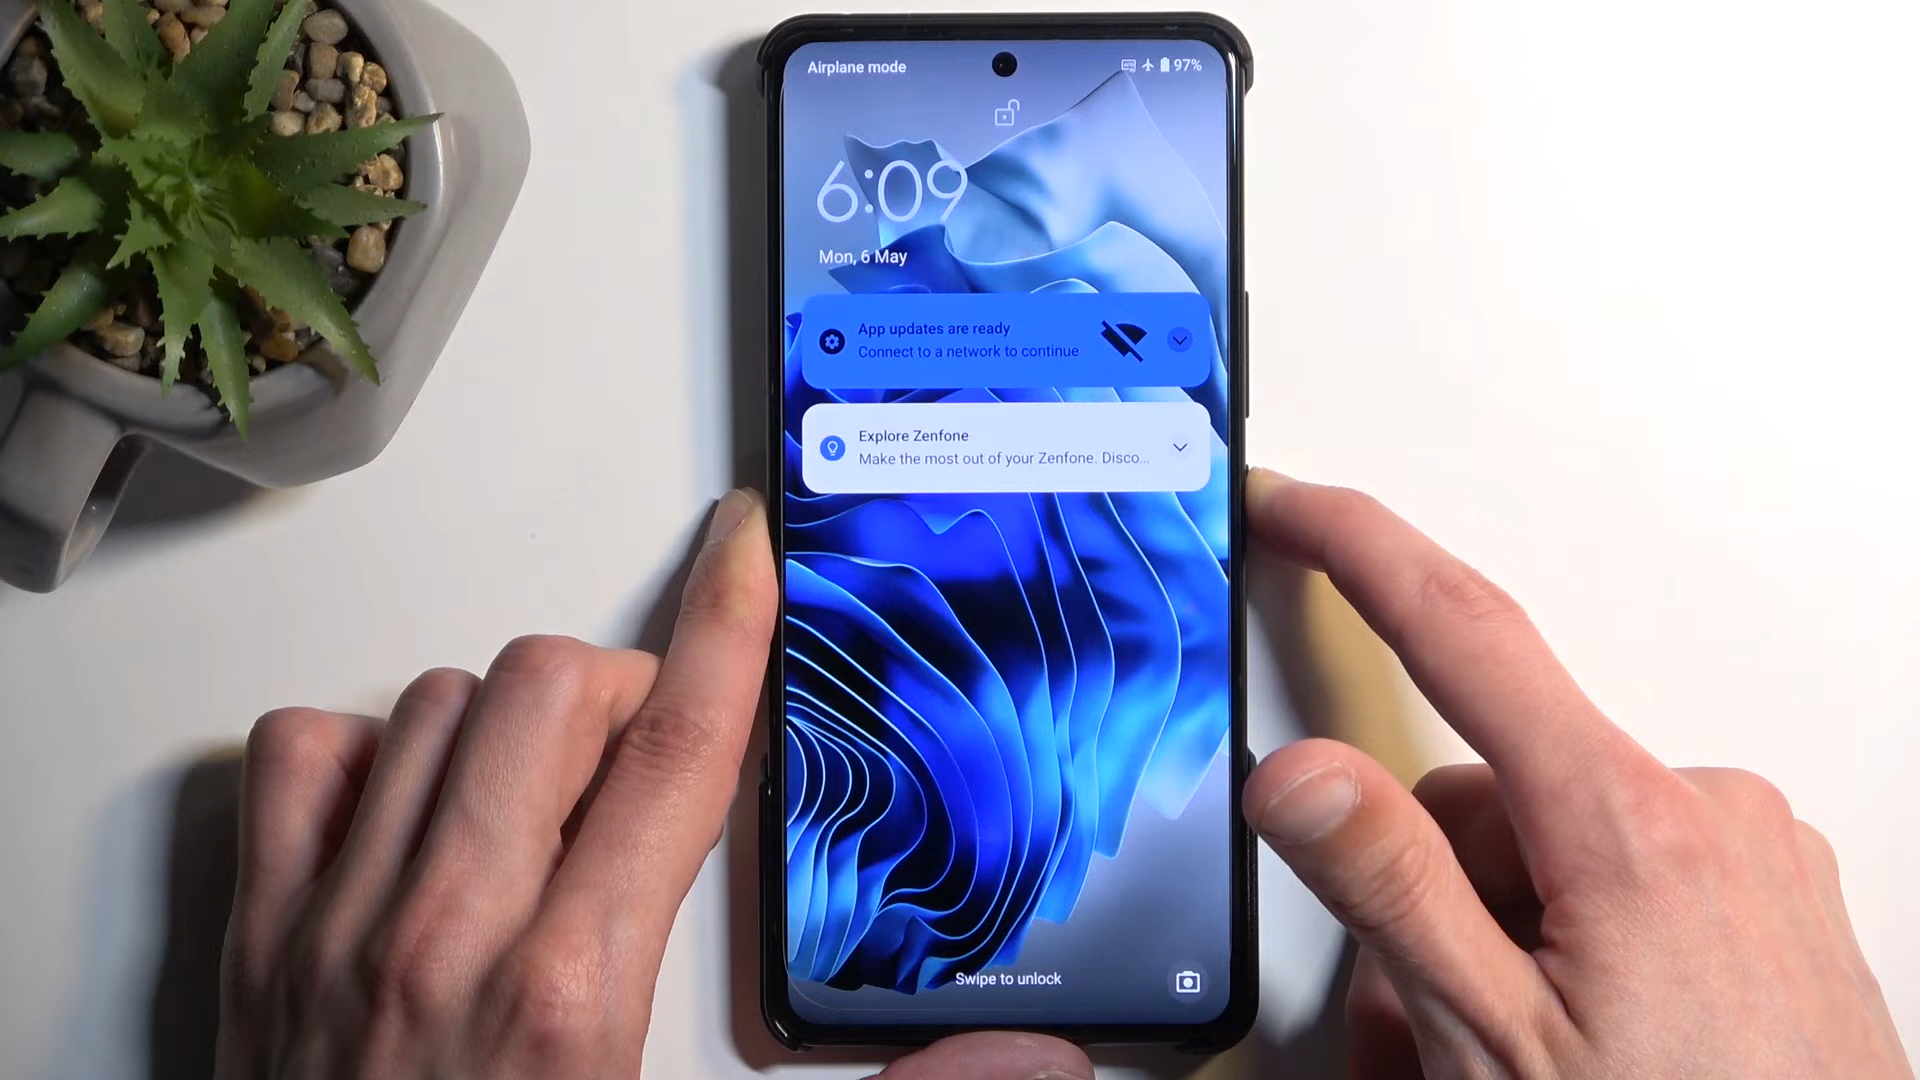 Airplane mode
97%
6:09
Mon, 6 May
App updates are ready
Connect to a network to continue
Explore Zenfone
Make the most out of your Zenfone. Disco...
Swipe to unlock